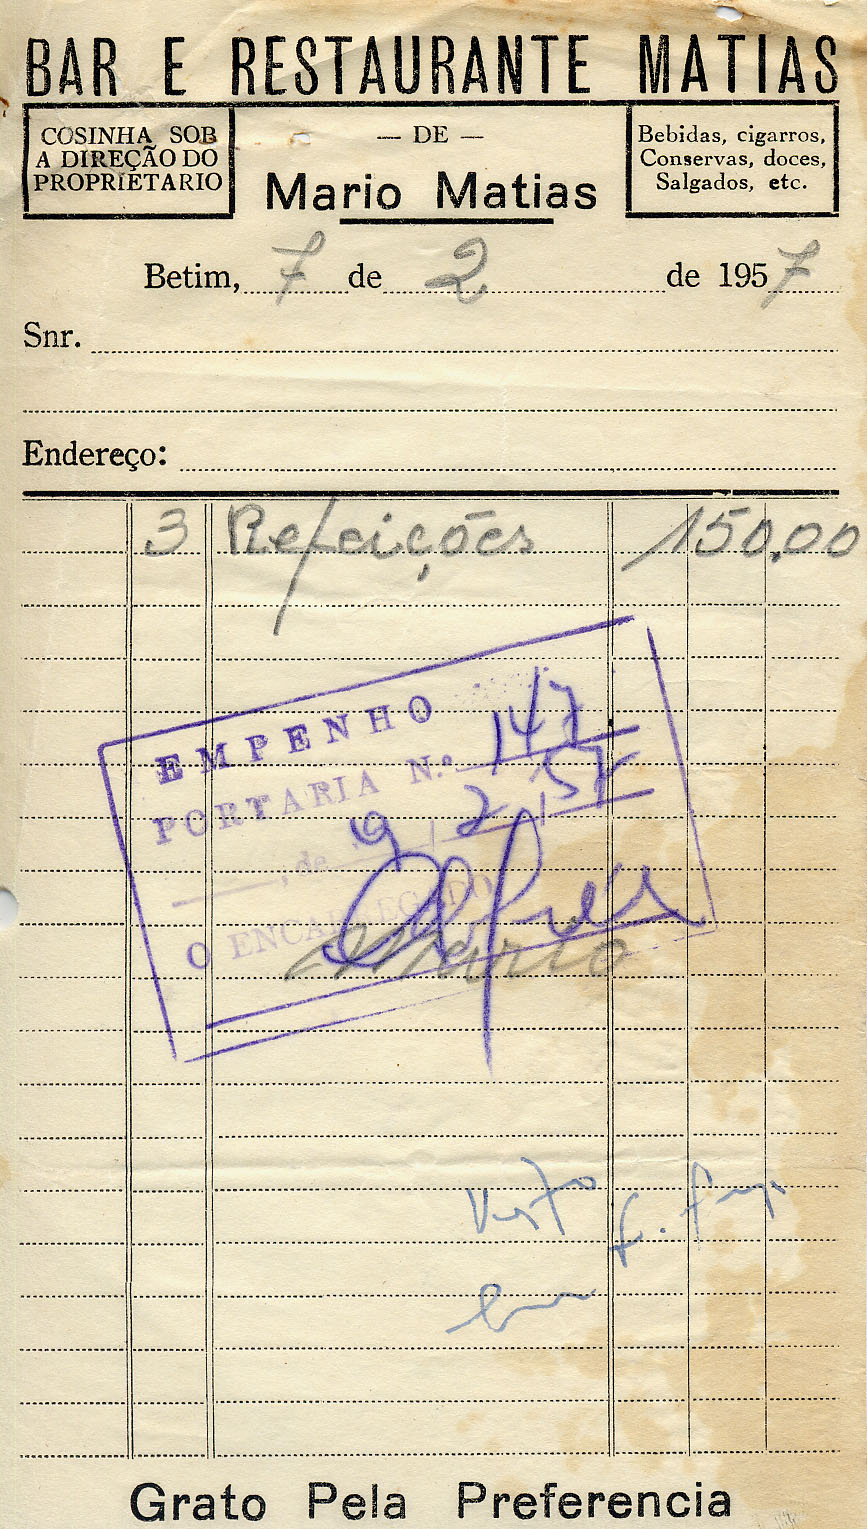 BAR E RESTAURANTE MATIAS
COSINHA SOB
A DIREÇÃO DO
PROPRIETARIO
— DE —
Mario Matias
Bebidas, cigarros,
Conservas, doces,
Salgados, etc.
Betim, 7 de 2 de 1957
Snr.
Endereço:
3 Refeições 150,00
EMPENHO
PORTARIA N.º 147
, de 9 / 2 / 57
O ENCARREGADO
Mario
Visto
Grato Pela Preferencia